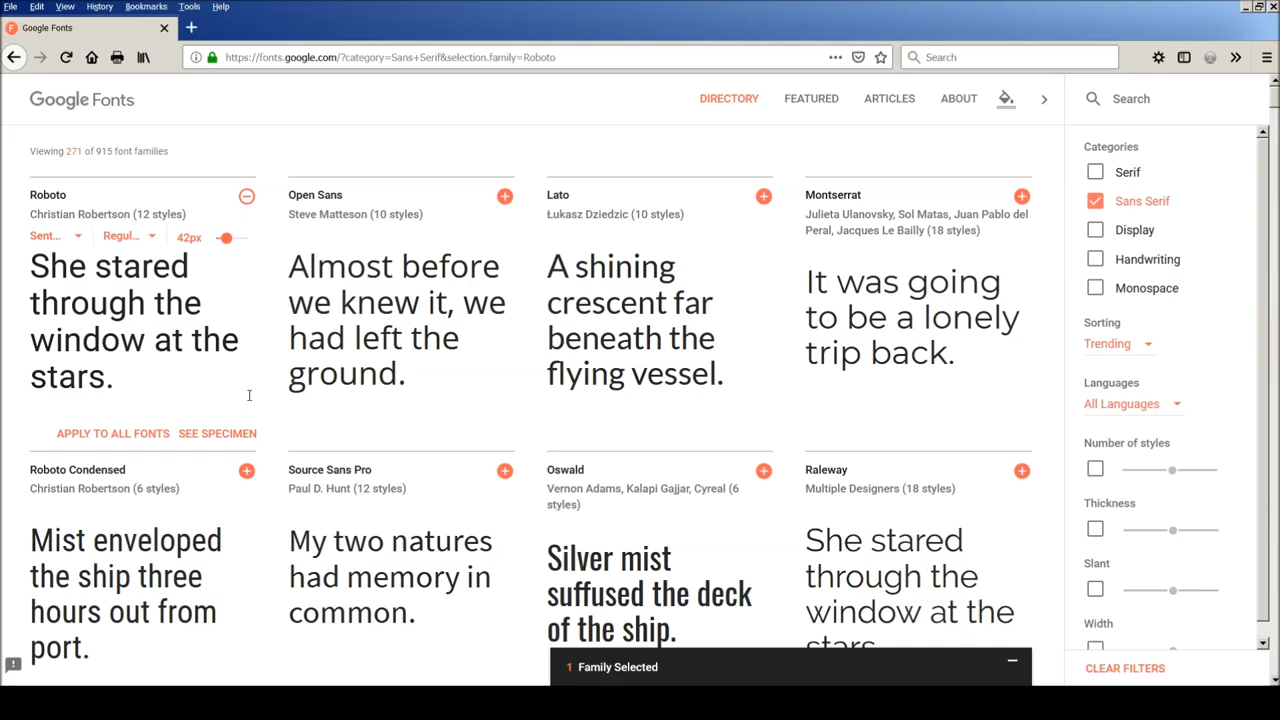 File Edit View History Bookmarks Tools Help
Google Fonts
https://fonts.google.com/?category=Sans+Serif&selection.family=Roboto
Search
Google Fonts
DIRECTORY FEATURED ARTICLES ABOUT
Search
Viewing 271 of 915 font families
Roboto
Christian Robertson (12 styles)
Sent... Regul... 42px
She stared
through the
window at the
stars.
APPLY TO ALL FONTS SEE SPECIMEN
Open Sans
Steve Matteson (10 styles)
Almost before
we knew it, we
had left the
ground.
Lato
Łukasz Dziedzic (10 styles)
A shining
crescent far
beneath the
flying vessel.
Montserrat
Julieta Ulanovsky, Sol Matas, Juan Pablo del
Peral, Jacques Le Bailly (18 styles)
It was going
to be a lonely
trip back.
Roboto Condensed
Christian Robertson (6 styles)
Mist enveloped
the ship three
hours out from
port.
Source Sans Pro
Paul D. Hunt (12 styles)
My two natures
had memory in
common.
Oswald
Vernon Adams, Kalapi Gajjar, Cyreal (6
styles)
Silver mist
suffused the deck
of the ship.
Raleway
Multiple Designers (18 styles)
She stared
through the
window at the
stars
1 Family Selected
Categories
Serif
Sans Serif
Display
Handwriting
Monospace
Sorting
Trending
Languages
All Languages
Number of styles
Thickness
Slant
Width
CLEAR FILTERS